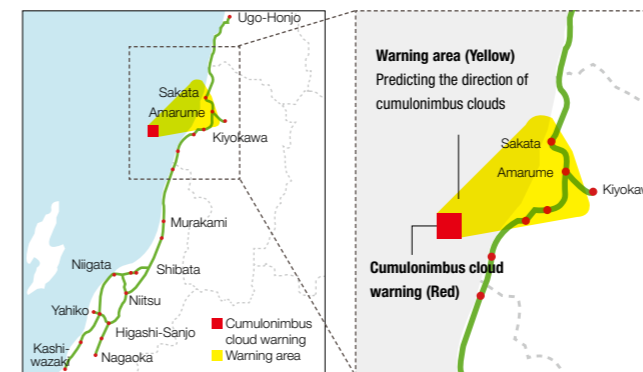 Ugo-Honjo
Sakata
Amarume
Kiyokawa
Murakami
Niigata
Shibata
Niitsu
Yahiko
Higashi-Sanjo
Kashi-
wazaki
Nagaoka
Cumulonimbus
cloud warning
Warning area
Warning area (Yellow)
Predicting the direction of
cumulonimbus clouds
Sakata
Amarume
Kiyokaw
Cumulonimbus cloud
warning (Red)